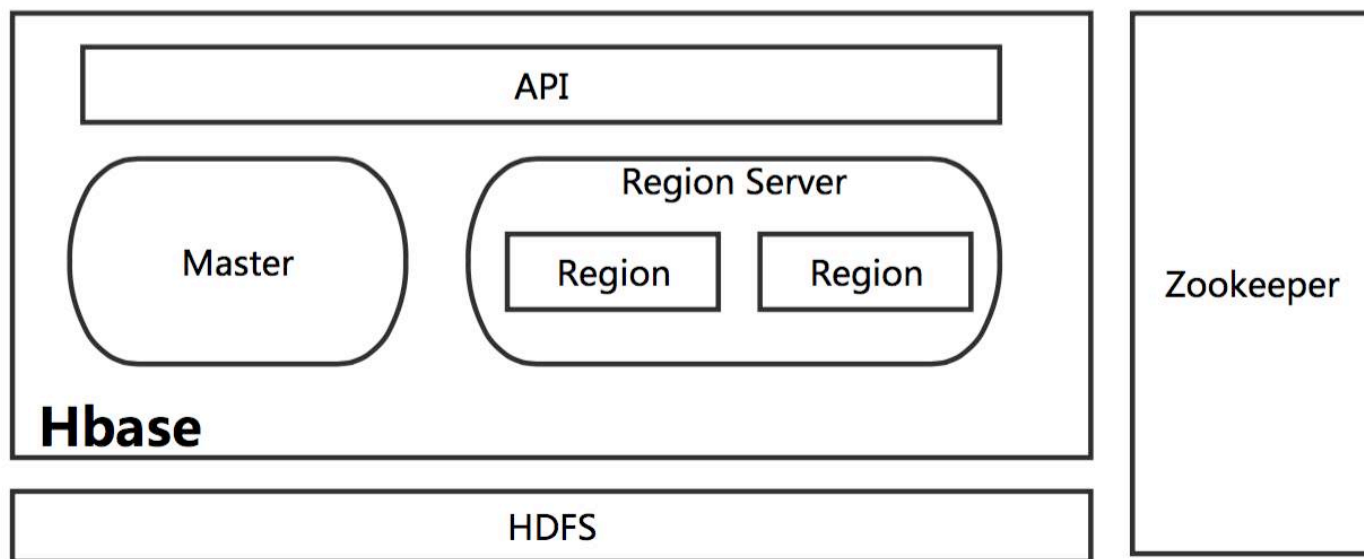 API
Region Server
Master
Region
Region
Zookeeper
Hbase
HDFS